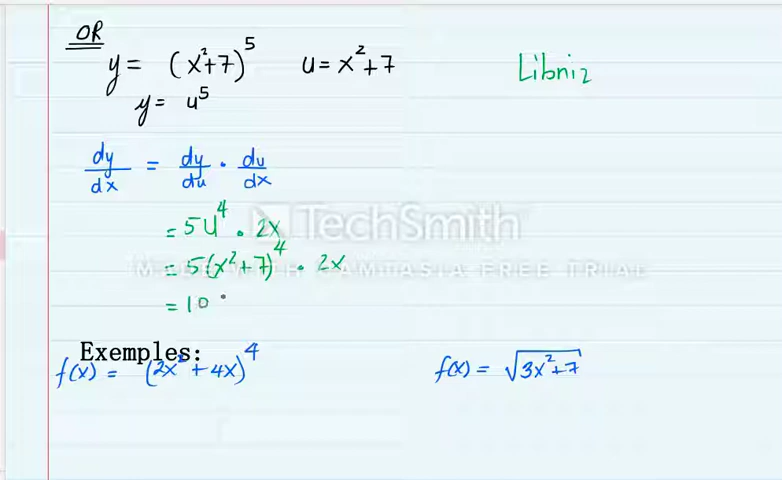 OR
y = (x²+7)⁵ u = x²+7
Libniz
y = u⁵
dy/dx = dy/du · du/dx
= 5u⁴ · 2x
TechSmith
= 5(x²+7)⁴ · 2x
MADE WITH CAMTASIA FREE TRIAL
= 10
Exemples:
f(x) = (2x² + 4x)⁴
f(x) = √3x²+7